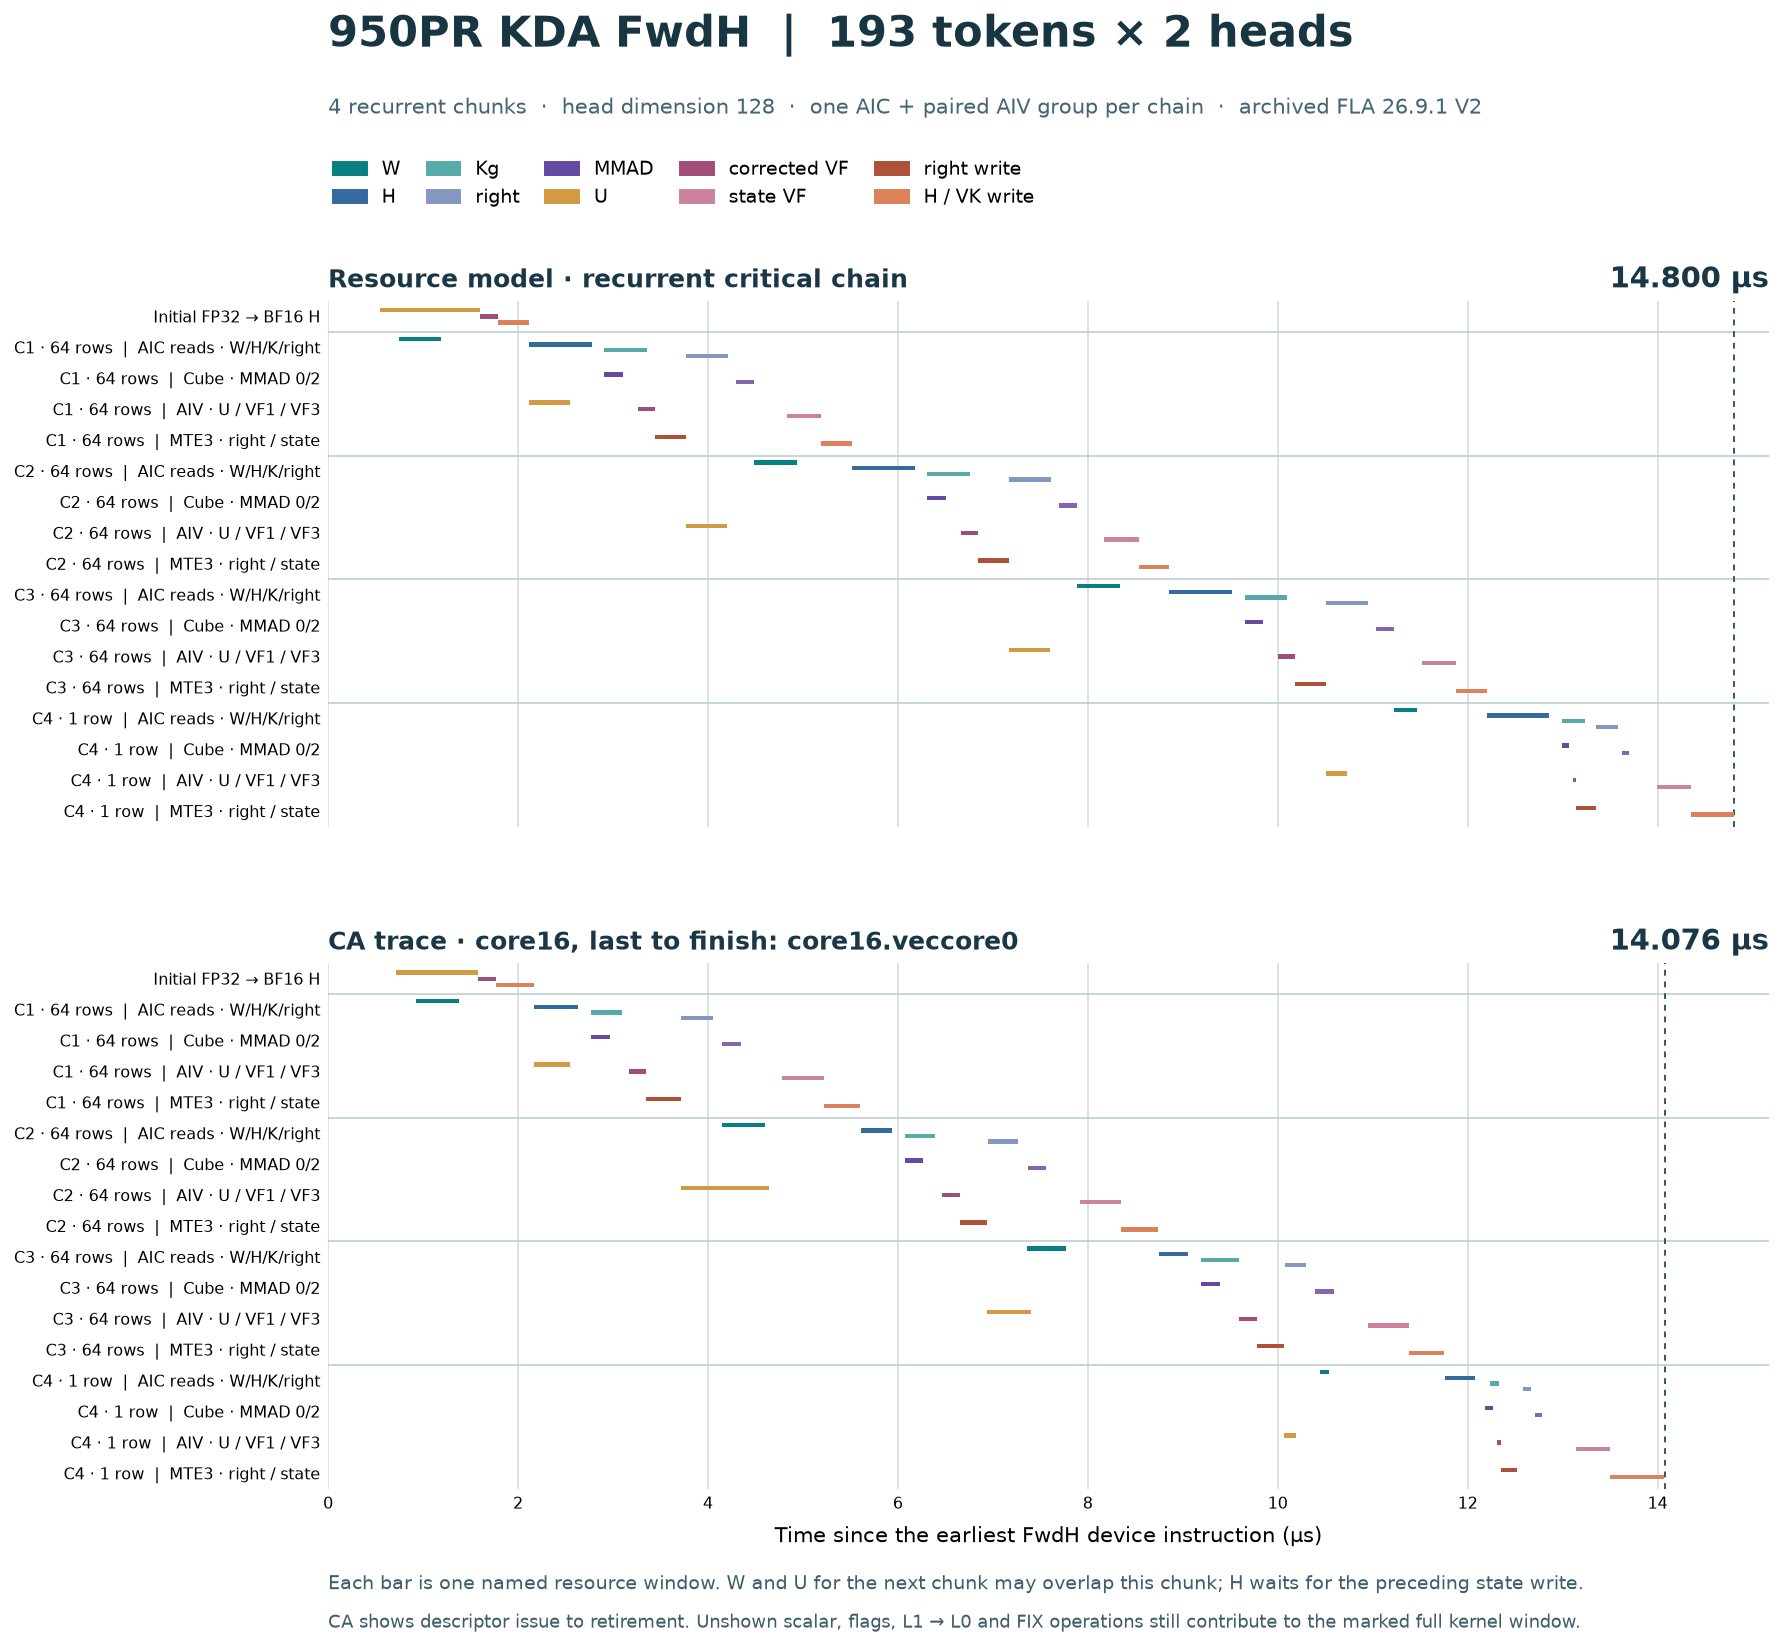 950PR KDA FwdH | 193 tokens × 2 heads
4 recurrent chunks · head dimension 128 · one AIC + paired AIV group per chain · archived FLA 26.9.1 V2
W Kg MMAD corrected VF right write
H right U state VF H / VK write
Resource model · recurrent critical chain 14.800 µs
Initial FP32 → BF16 H
C1 · 64 rows | AIC reads · W/H/K/right
C1 · 64 rows | Cube · MMAD 0/2
C1 · 64 rows | AIV · U / VF1 / VF3
C1 · 64 rows | MTE3 · right / state
C2 · 64 rows | AIC reads · W/H/K/right
C2 · 64 rows | Cube · MMAD 0/2
C2 · 64 rows | AIV · U / VF1 / VF3
C2 · 64 rows | MTE3 · right / state
C3 · 64 rows | AIC reads · W/H/K/right
C3 · 64 rows | Cube · MMAD 0/2
C3 · 64 rows | AIV · U / VF1 / VF3
C3 · 64 rows | MTE3 · right / state
C4 · 1 row | AIC reads · W/H/K/right
C4 · 1 row | Cube · MMAD 0/2
C4 · 1 row | AIV · U / VF1 / VF3
C4 · 1 row | MTE3 · right / state
CA trace · core16, last to finish: core16.veccore0 14.076 µs
Initial FP32 → BF16 H
C1 · 64 rows | AIC reads · W/H/K/right
C1 · 64 rows | Cube · MMAD 0/2
C1 · 64 rows | AIV · U / VF1 / VF3
C1 · 64 rows | MTE3 · right / state
C2 · 64 rows | AIC reads · W/H/K/right
C2 · 64 rows | Cube · MMAD 0/2
C2 · 64 rows | AIV · U / VF1 / VF3
C2 · 64 rows | MTE3 · right / state
C3 · 64 rows | AIC reads · W/H/K/right
C3 · 64 rows | Cube · MMAD 0/2
C3 · 64 rows | AIV · U / VF1 / VF3
C3 · 64 rows | MTE3 · right / state
C4 · 1 row | AIC reads · W/H/K/right
C4 · 1 row | Cube · MMAD 0/2
C4 · 1 row | AIV · U / VF1 / VF3
C4 · 1 row | MTE3 · right / state
0 2 4 6 8 10 12 14
Time since the earliest FwdH device instruction (µs)
Each bar is one named resource window. W and U for the next chunk may overlap this chunk; H waits for the preceding state write.
CA shows descriptor issue to retirement. Unshown scalar, flags, L1 → L0 and FIX operations still contribute to the marked full kernel window.